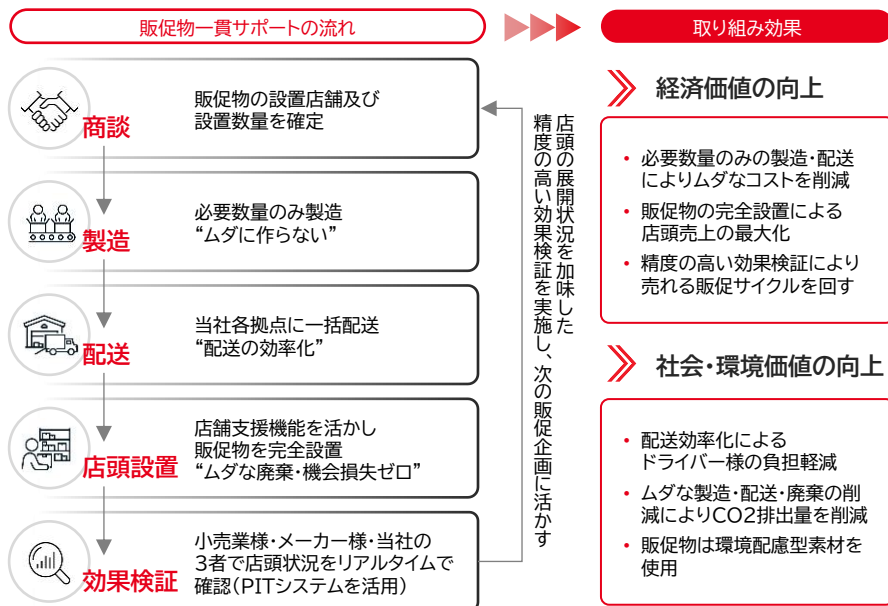 販促物一貫サポートの流れ
商談
販促物の設置店舗及び
設置数量を確定
製造
必要数量のみ製造
“ムダに作らない”
配送
当社各拠点に一括配送
“配送の効率化”
店頭設置
店舗支援機能を活かし
販促物を完全設置
“ムダな廃棄・機会損失ゼロ”
効果検証
小売業様・メーカー様・当社の
3者で店頭状況をリアルタイムで
確認(PITシステムを活用)
店頭の展開状況を加味した
精度の高い効果検証を実施し、次の販促企画に活かす
取り組み効果
経済価値の向上
• 必要数量のみの製造・配送
によりムダなコストを削減
• 販促物の完全設置による
店頭売上の最大化
• 精度の高い効果検証により
売れる販促サイクルを回す
社会・環境価値の向上
• 配送効率化による
ドライバー様の負担軽減
• ムダな製造・配送・廃棄の削
減によりCO2排出量を削減
• 販促物は環境配慮型素材を
使用